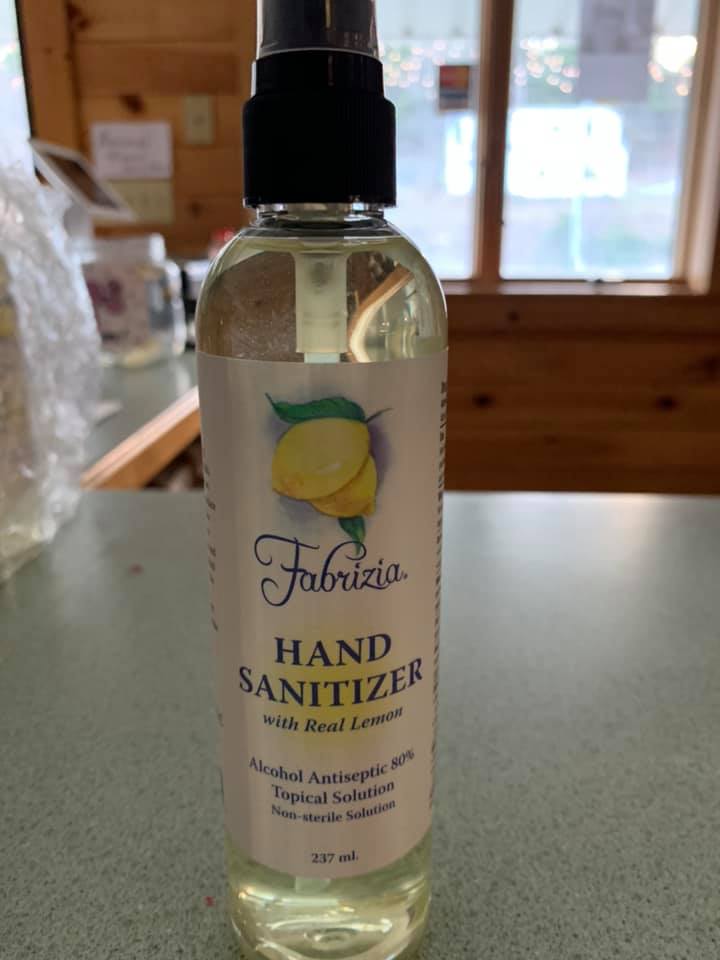 Fabrizia.
HAND
SANITIZER
with Real Lemon
Alcohol Antiseptic 80%
Topical Solution
Non-sterile Solution
237 ml.